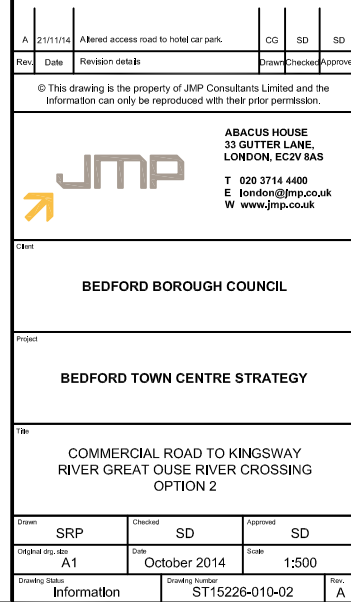 A 21/11/14 Altered access road to hotel car park. CG SD SD
Rev. Date Revision details Drawn Checked Approve
© This drawing is the property of JMP Consultants Limited and the
information can only be reproduced with their prior permission.
JMP
ABACUS HOUSE
33 GUTTER LANE,
LONDON, EC2V 8AS
T 020 3714 4400
E london@jmp.co.uk
W www.jmp.co.uk
Client
BEDFORD BOROUGH COUNCIL
Project
BEDFORD TOWN CENTRE STRATEGY
Title
COMMERCIAL ROAD TO KINGSWAY
RIVER GREAT OUSE RIVER CROSSING
OPTION 2
Drawn Checked Approved
SRP SD SD
Original drg. size Date Scale
A1 October 2014 1:500
Drawing Status Drawing Number Rev.
Information ST15226-010-02 A